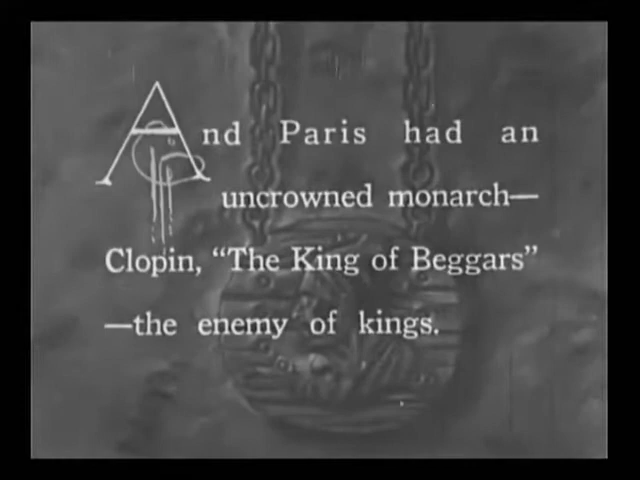 And Paris had an
uncrowned monarch—
Clopin, “The King of Beggars”
—the enemy of kings.